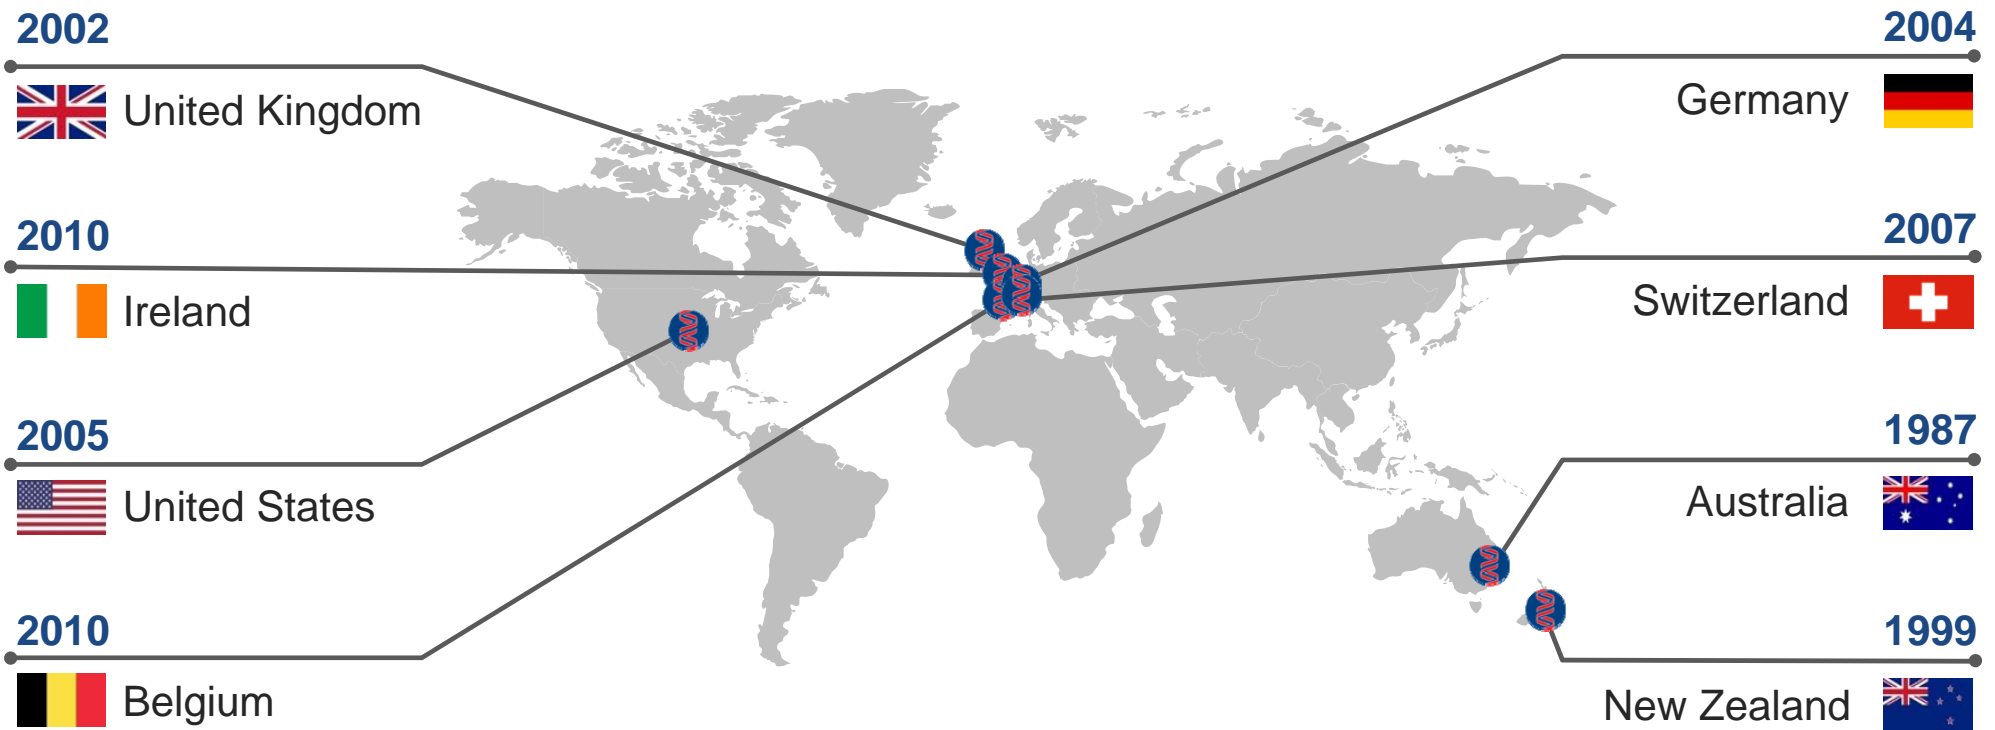 2002
United Kingdom
2010
Ireland
2005
United States
2010
Belgium
2004
Germany
2007
Switzerland
1987
Australia
1999
New Zealand